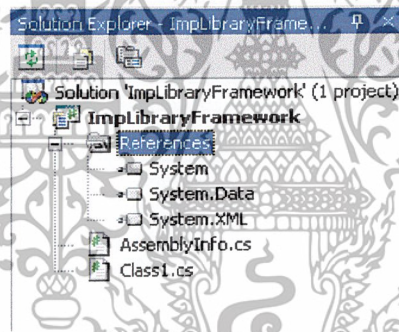 Solution Explorer - ImpLibraryFrame...
Solution 'ImpLibraryFramework' (1 project)
ImpLibraryFramework
References
System
System.Data
System.XML
AssemblyInfo.cs
Class1.cs